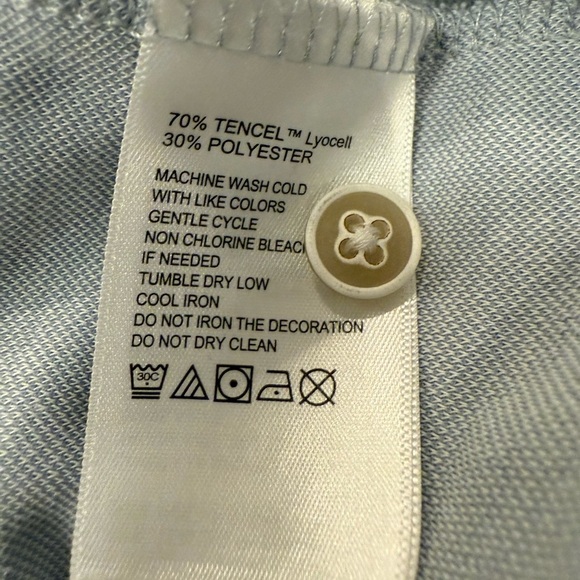 70% TENCEL™ Lyocell
30% POLYESTER
MACHINE WASH COLD
WITH LIKE COLORS
GENTLE CYCLE
NON CHLORINE
IF NEEDED
TUMBLE DRY LOW
COOL IRON
DO NOT IRON THE DECORATION
DO NOT DRY CLEAN
30C